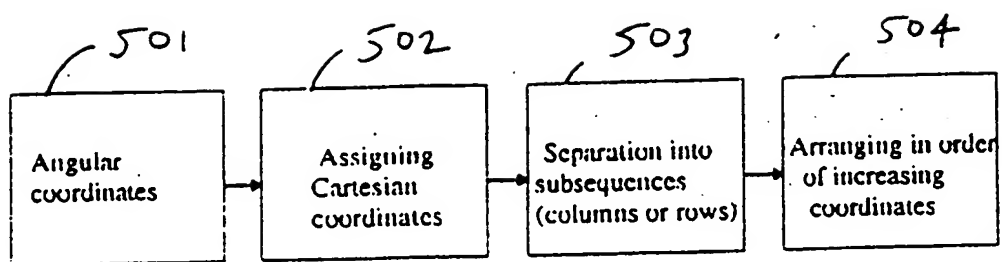 501
502
503
504
Angular
coordinates
Assigning
Cartesian
coordinates
Separation into
subsequences
(columns or rows)
Arranging in order
of increasing
coordinates